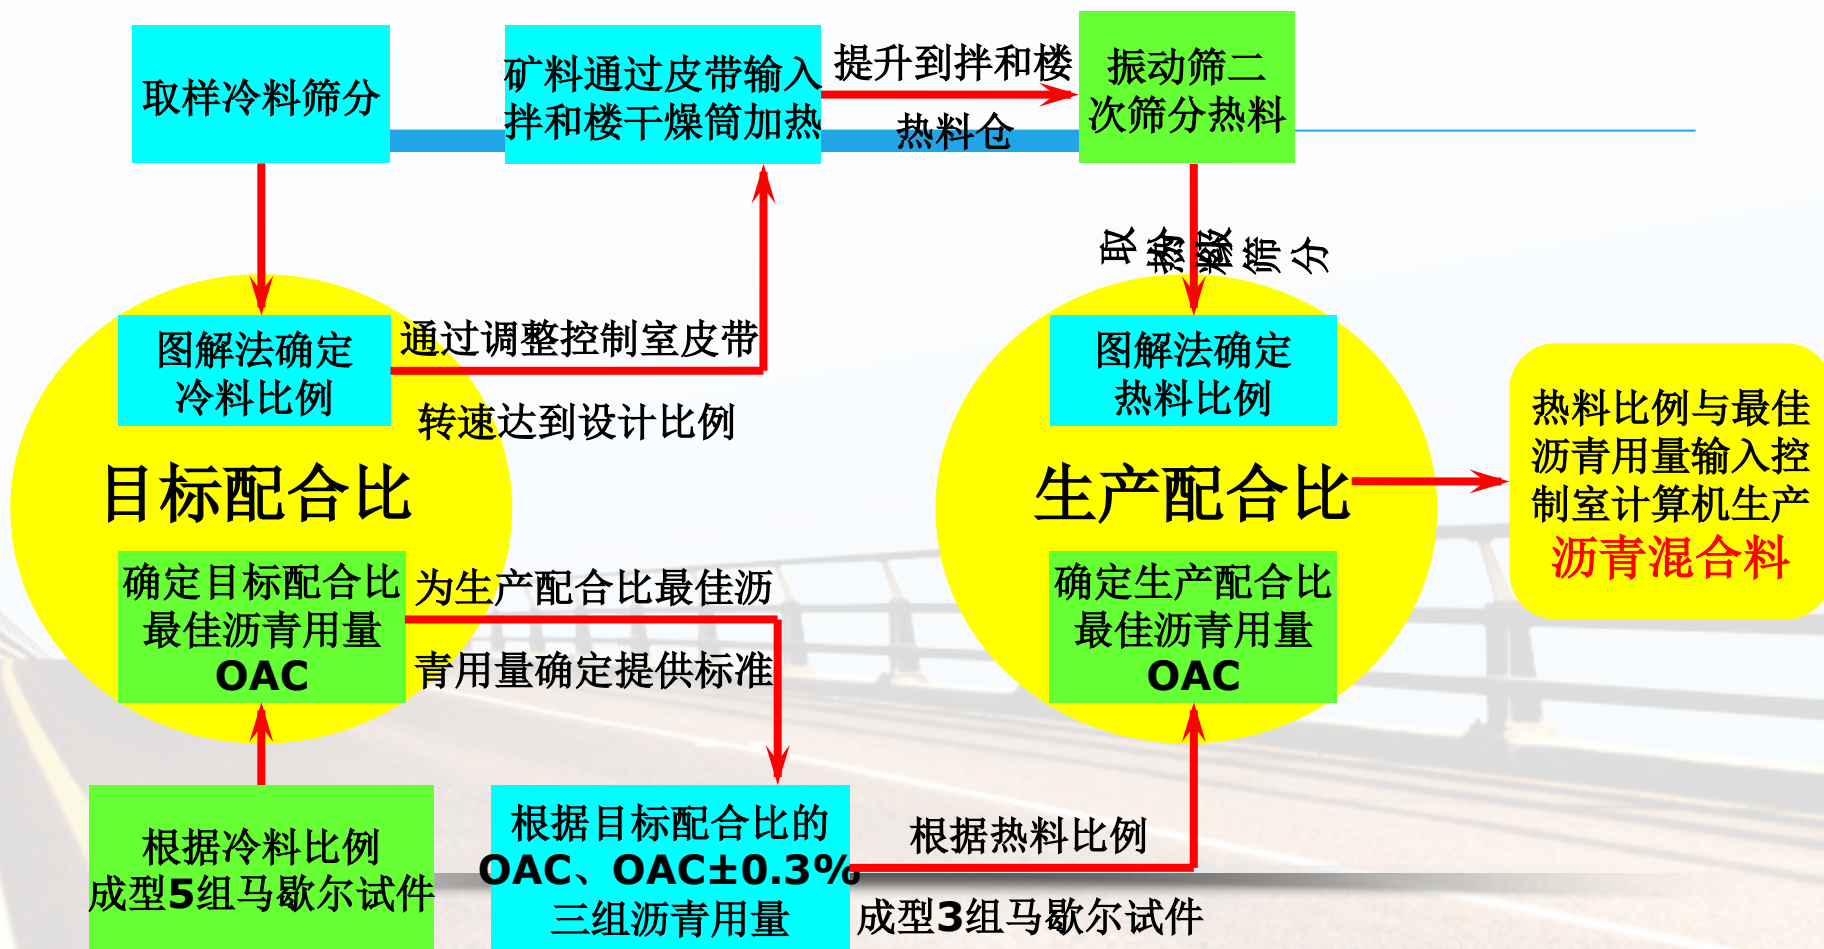 取样冷料筛分
矿料通过皮带输入
拌和楼干燥筒加热
提升到拌和楼
热料仓
振动筛二
次筛分热料
取
热料
分级
筛
分
图解法确定
冷料比例
通过调整控制室皮带
转速达到设计比例
图解法确定
热料比例
目标配合比
生产配合比
热料比例与最佳
沥青用量输入控
制室计算机生产
沥青混合料
确定目标配合比
最佳沥青用量
OAC
为生产配合比最佳沥
青用量确定提供标准
确定生产配合比
最佳沥青用量
OAC
根据冷料比例
成型5组马歇尔试件
根据目标配合比的
OAC、OAC±0.3%
三组沥青用量
根据热料比例
成型3组马歇尔试件